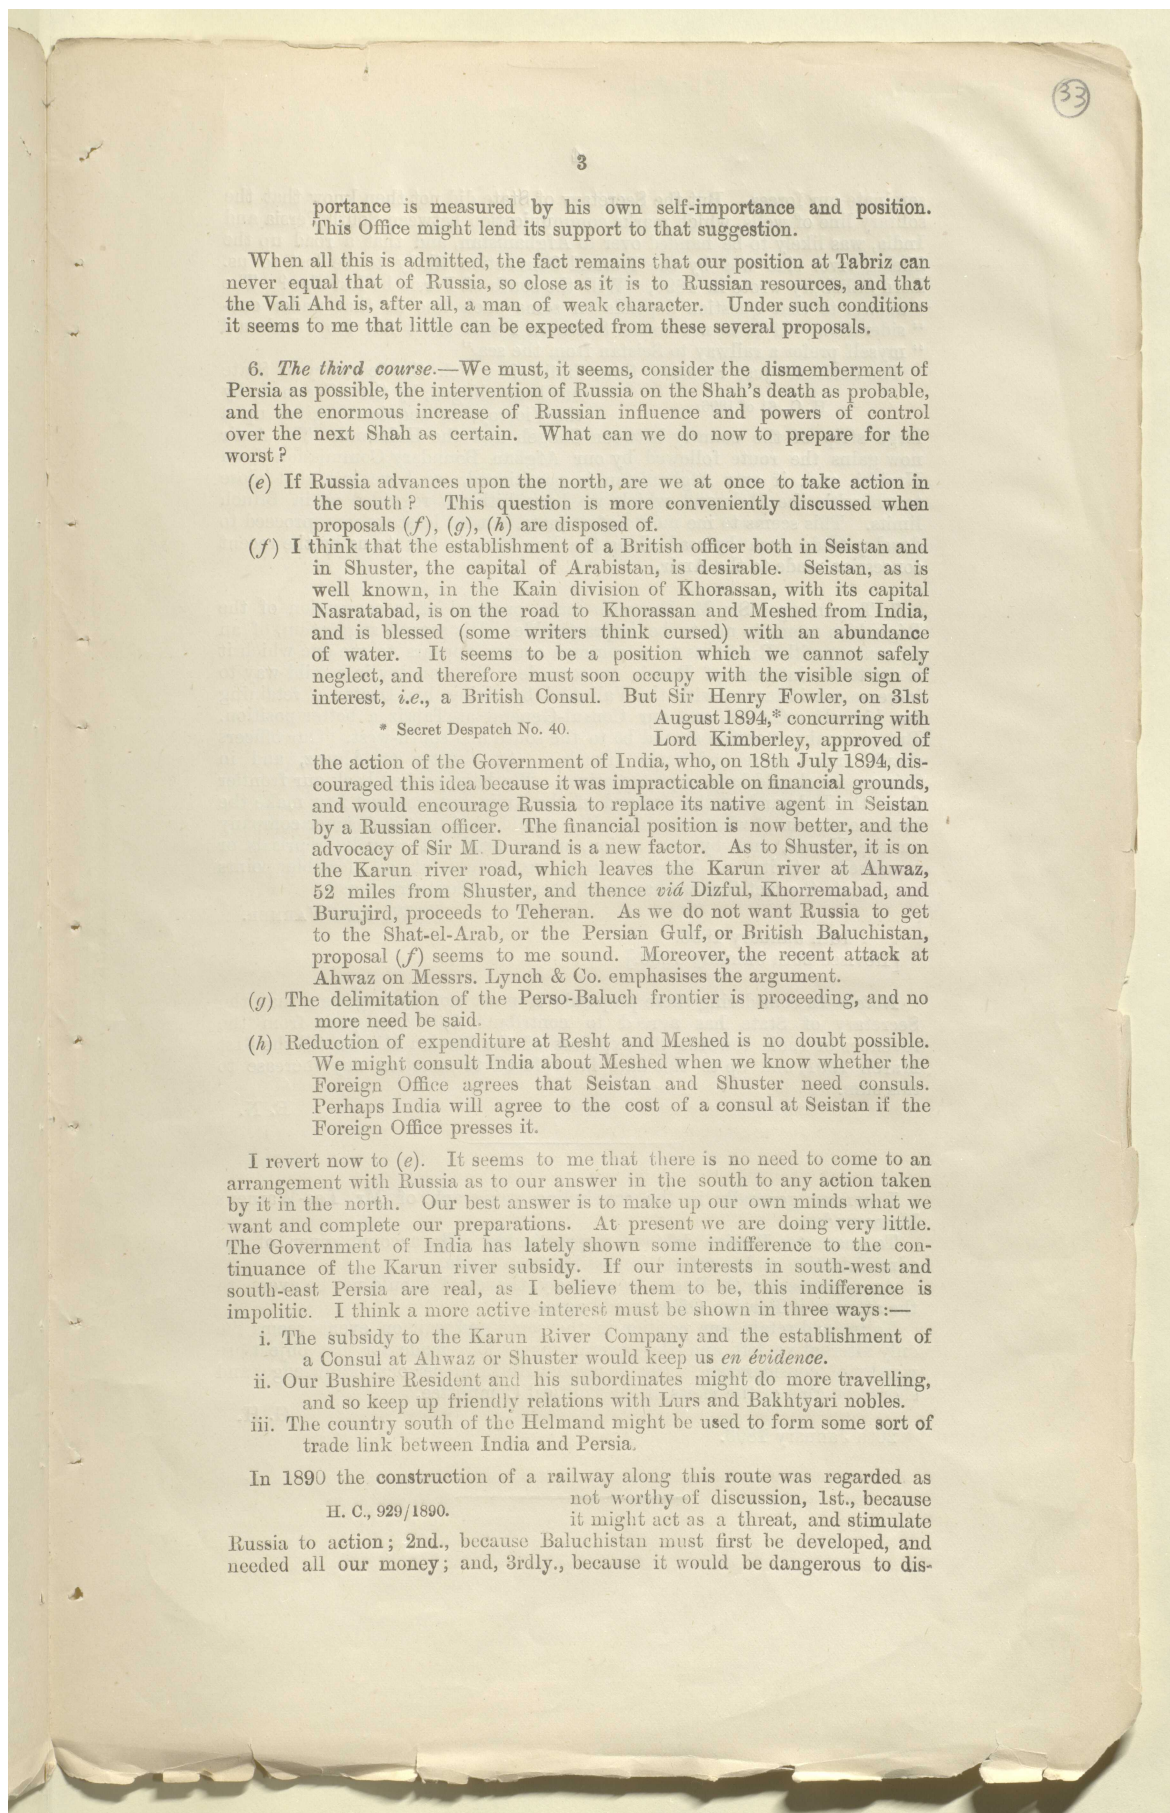 33
3
portance is measured by his own self-importance and position.
This Office might lend its support to that suggestion.
When all this is admitted, the fact remains that our position at Tabriz can
never equal that of Russia, so close as it is to Russian resources, and that
the Vali Ahd is, after all, a man of weak character. Under such conditions
it seems to me that little can be expected from these several proposals.
6. The third course.—We must, it seems, consider the dismemberment of
Persia as possible, the intervention of Russia on the Shah's death as probable,
and the enormous increase of Russian influence and powers of control
over the next Shah as certain. What can we do now to prepare for the
worst?
(e) If Russia advances upon the north, are we at once to take action in
the south? This question is more conveniently discussed when
proposals (f), (g), (h) are disposed of.
(f) I think that the establishment of a British officer both in Seistan and
in Shuster, the capital of Arabistan, is desirable. Seistan, as is
well known, in the Kain division of Khorassan, with its capital
Nasratabad, is on the road to Khorassan and Meshed from India,
and is blessed (some writers think cursed) with an abundance
of water. It seems to be a position which we cannot safely
neglect, and therefore must soon occupy with the visible sign of
interest, i.e., a British Consul. But Sir Henry Fowler, on 31st
August 1894,* concurring with
* Secret Despatch No. 40.
Lord Kimberley, approved of
the action of the Government of India, who, on 18th July 1894, dis-
couraged this idea because it was impracticable on financial grounds,
and would encourage Russia to replace its native agent in Seistan
by a Russian officer. The financial position is now better, and the
advocacy of Sir M. Durand is a new factor. As to Shuster, it is on
the Karun river road, which leaves the Karun river at Ahwaz,
52 miles from Shuster, and thence viá Dizful, Khorremabad, and
Burujird, proceeds to Teheran. As we do not want Russia to get
to the Shat-el-Arab, or the Persian Gulf, or British Baluchistan,
proposal (f) seems to me sound. Moreover, the recent attack at
Ahwaz on Messrs. Lynch & Co. emphasises the argument.
(g) The delimitation of the Perso-Baluch frontier is proceeding, and no
more need be said.
(h) Reduction of expenditure at Resht and Meshed is no doubt possible.
We might consult India about Meshed when we know whether the
Foreign Office agrees that Seistan and Shuster need consuls.
Perhaps India will agree to the cost of a consul at Seistan if the
Foreign Office presses it.
I revert now to (e). It seems to me that there is no need to come to an
arrangement with Russia as to our answer in the south to any action taken
by it in the north. Our best answer is to make up our own minds what we
want and complete our preparations. At present we are doing very little.
The Government of India has lately shown some indifference to the con-
tinuance of the Karun river subsidy. If our interests in south-west and
south-east Persia are real, as I believe them to be, this indifference is
impolitic. I think a more active interest must be shown in three ways:—
i. The subsidy to the Karun River Company and the establishment of
a Consul at Ahwaz or Shuster would keep us en évidence.
ii. Our Bushire Resident and his subordinates might do more travelling,
and so keep up friendly relations with Lurs and Bakhtyari nobles.
iii. The country south of the Helmand might be used to form some sort of
trade link between India and Persia.
In 1890 the construction of a railway along this route was regarded as
not worthy of discussion, 1st., because
H. C., 929/1890.
it might act as a threat, and stimulate
Russia to action; 2nd., because Baluchistan must first be developed, and
needed all our money; and, 3rdly., because it would be dangerous to dis-